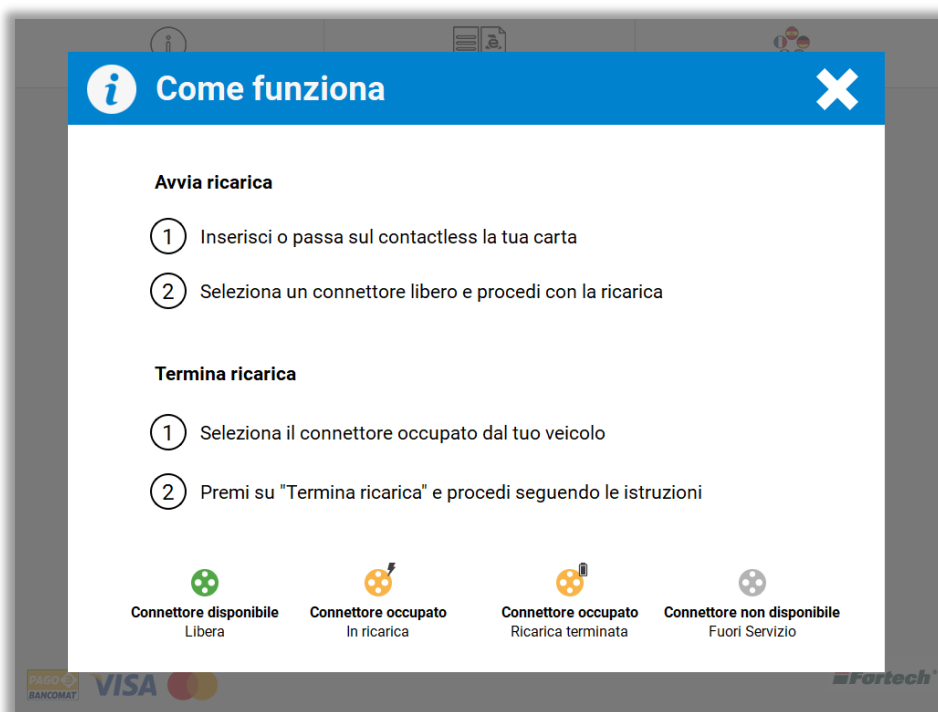 Come funziona
Avvia ricarica
1 Inserisci o passa sul contactless la tua carta
2 Seleziona un connettore libero e procedi con la ricarica
Termina ricarica
1 Seleziona il connettore occupato dal tuo veicolo
2 Premi su "Termina ricarica" e procedi seguendo le istruzioni
Connettore disponibile
Libera
Connettore occupato
In ricarica
Connettore occupato
Ricarica terminata
Connettore non disponibile
Fuori Servizio
PAGO
BANCOMAT
VISA
Fortech